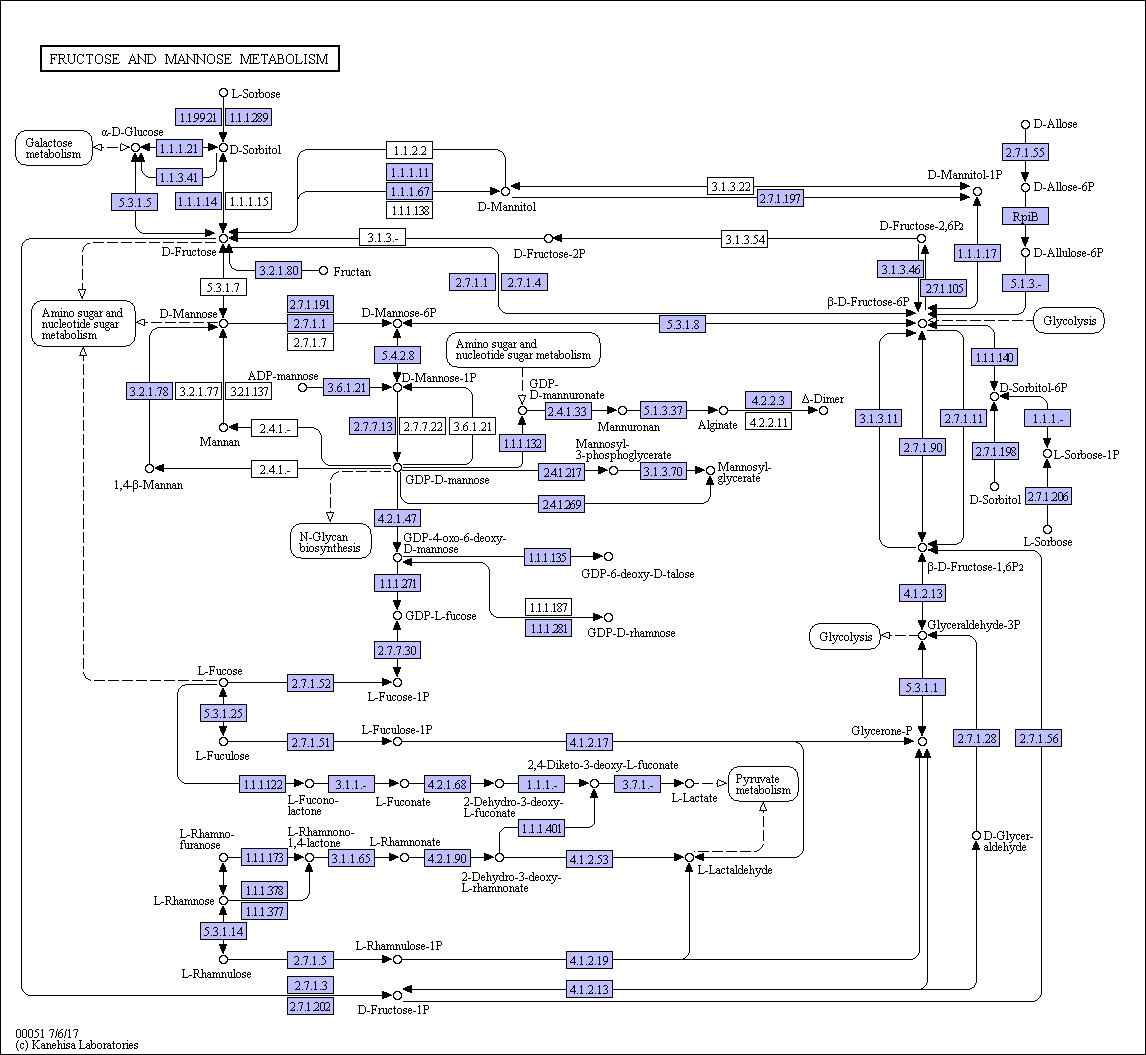 FRUCTOSE AND MANNOSE METABOLISM
L-Sorbose
1.1.99.21
1.1.1.289
α-D-Glucose
D-Allose
Galactose
metabolism
1.1.1.21
D-Sorbitol
1.1.2.2
2.7.1.55
1.1.3.41
1.1.1.11
D-Mannitol-1P
5.3.1.5
1.1.1.14
1.1.1.15
1.1.1.67
3.1.3.22
D-Allose-6P
2.7.1.197
1.1.1.138
D-Mannitol
RpiB
D-Fructose-2,6P2
3.1.3.-
3.1.3.54
D-Fructose
D-Fructose-2P
1.1.1.17
D-Allulose-6P
3.2.1.80
Fructan
3.1.3.46
2.7.1.1
2.7.1.4
5.1.3.-
5.3.1.7
2.7.1.105
2.7.1.191
β-D-Fructose-6P
Amino sugar and
nucleotide sugar
metabolism
D-Mannose
2.7.1.1
D-Mannose-6P
5.3.1.8
Glycolysis
2.7.1.7
Amino sugar and
nucleotide sugar metabolism
5.4.2.8
1.1.1.140
ADP-mannose
D-Mannose-1P
GDP-
D-mannuronate
D-Sorbitol-6P
3.2.1.78
3.2.1.77
3.2.1.137
3.6.1.21
4.2.2.3
Δ-Dimer
2.4.1.33
5.1.3.37
3.1.3.11
2.7.1.11
1.1.1.-
4.2.2.11
Mannan
2.4.1.-
2.7.7.13
2.7.7.22
3.6.1.21
Mannuronan
Alginate
1.1.1.132
2.7.1.90
2.7.1.198
Mannosyl-
3-phosphoglycerate
L-Sorbose-1P
2.4.1.-
2.4.1.217
3.1.3.70
Mannosyl-
glycerate
1,4-β-Mannan
GDP-D-mannose
D-Sorbitol
2.7.1.206
2.4.1.269
4.2.1.47
N-Glycan
biosynthesis
GDP-4-oxo-6-deoxy-
D-mannose
L-Sorbose
1.1.1.135
GDP-6-deoxy-D-talose
β-D-Fructose-1,6P2
1.1.1.271
4.1.2.13
1.1.1.187
GDP-L-fucose
1.1.1.281
GDP-D-rhamnose
Glycolysis
Glyceraldehyde-3P
2.7.7.30
L-Fucose
2.7.1.52
L-Fucose-1P
5.3.1.1
5.3.1.25
L-Fuculose-1P
Glycerone-P
L-Fuculose
2.7.1.51
4.1.2.17
2.7.1.28
2.7.1.56
2,4-Diketo-3-deoxy-L-fuconate
1.1.1.122
3.1.1.-
4.2.1.68
1.1.1.-
3.7.1.-
Pyruvate
metabolism
L-Fucono-
lactone
L-Fuconate
2-Dehydro-3-deoxy-
L-fuconate
L-Lactate
1.1.1.401
L-Rhamno-
furanose
L-Rhamnono-
1,4-lactone
L-Rhamnonate
D-Glycer-
aldehyde
1.1.1.173
3.1.1.65
4.2.1.90
4.1.2.53
2-Dehydro-3-deoxy-
L-rhamnonate
L-Lactaldehyde
1.1.1.378
L-Rhamnose
1.1.1.377
5.3.1.14
L-Rhamnulose-1P
L-Rhamnulose
2.7.1.5
4.1.2.19
2.7.1.3
4.1.2.13
2.7.1.202
D-Fructose-1P
00051 7/6/17
(c) Kanehisa Laboratories